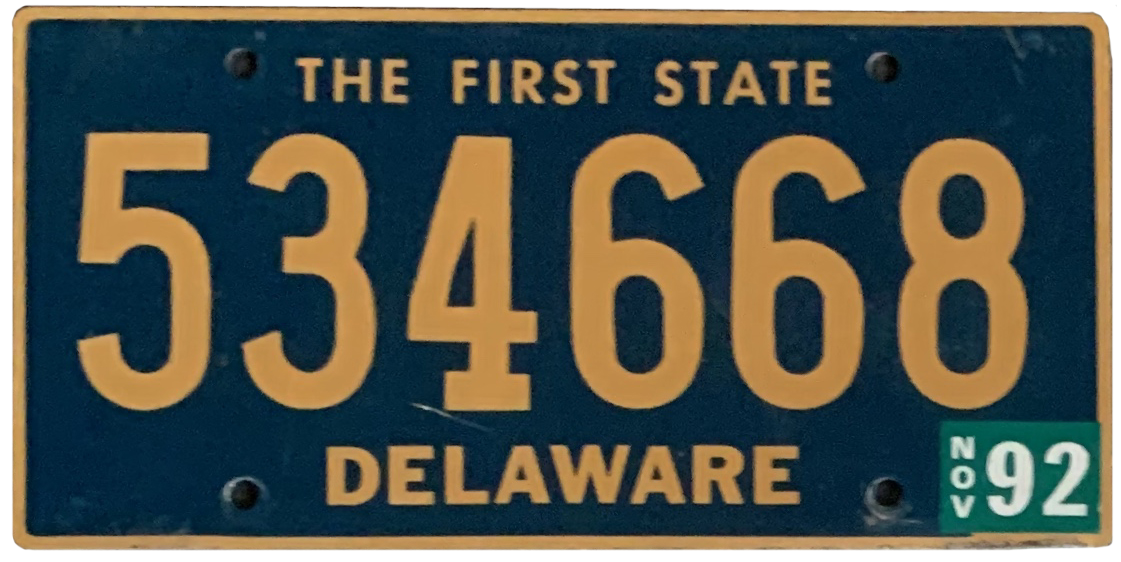 THE FIRST STATE
534668
DELAWARE
NOV 92